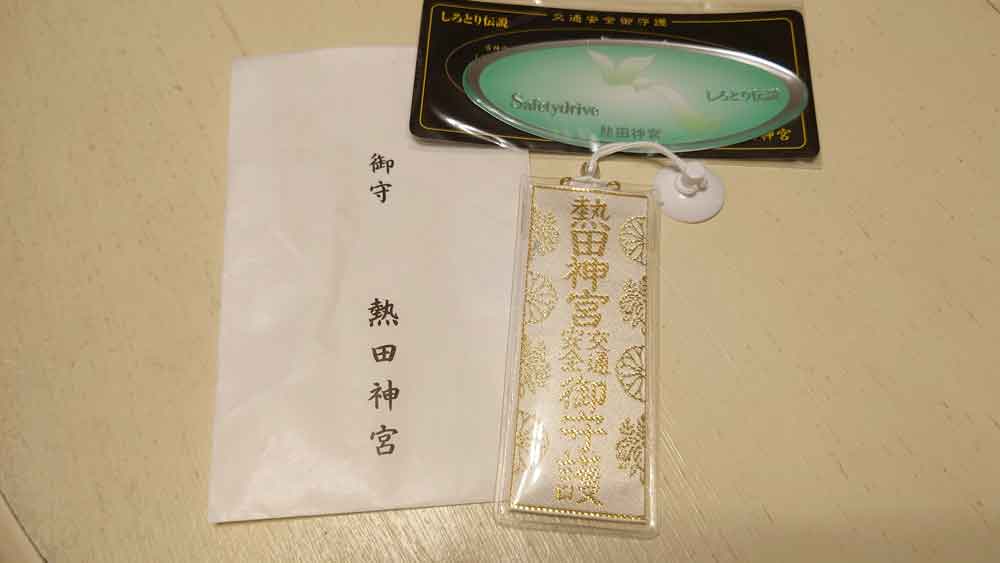 しろとり伝説
交通安全御守護
Safetydrive
しろとり伝説
熱田神宮
神宮
御守
熱田神宮
熱田神宮
交通
安全
御守護